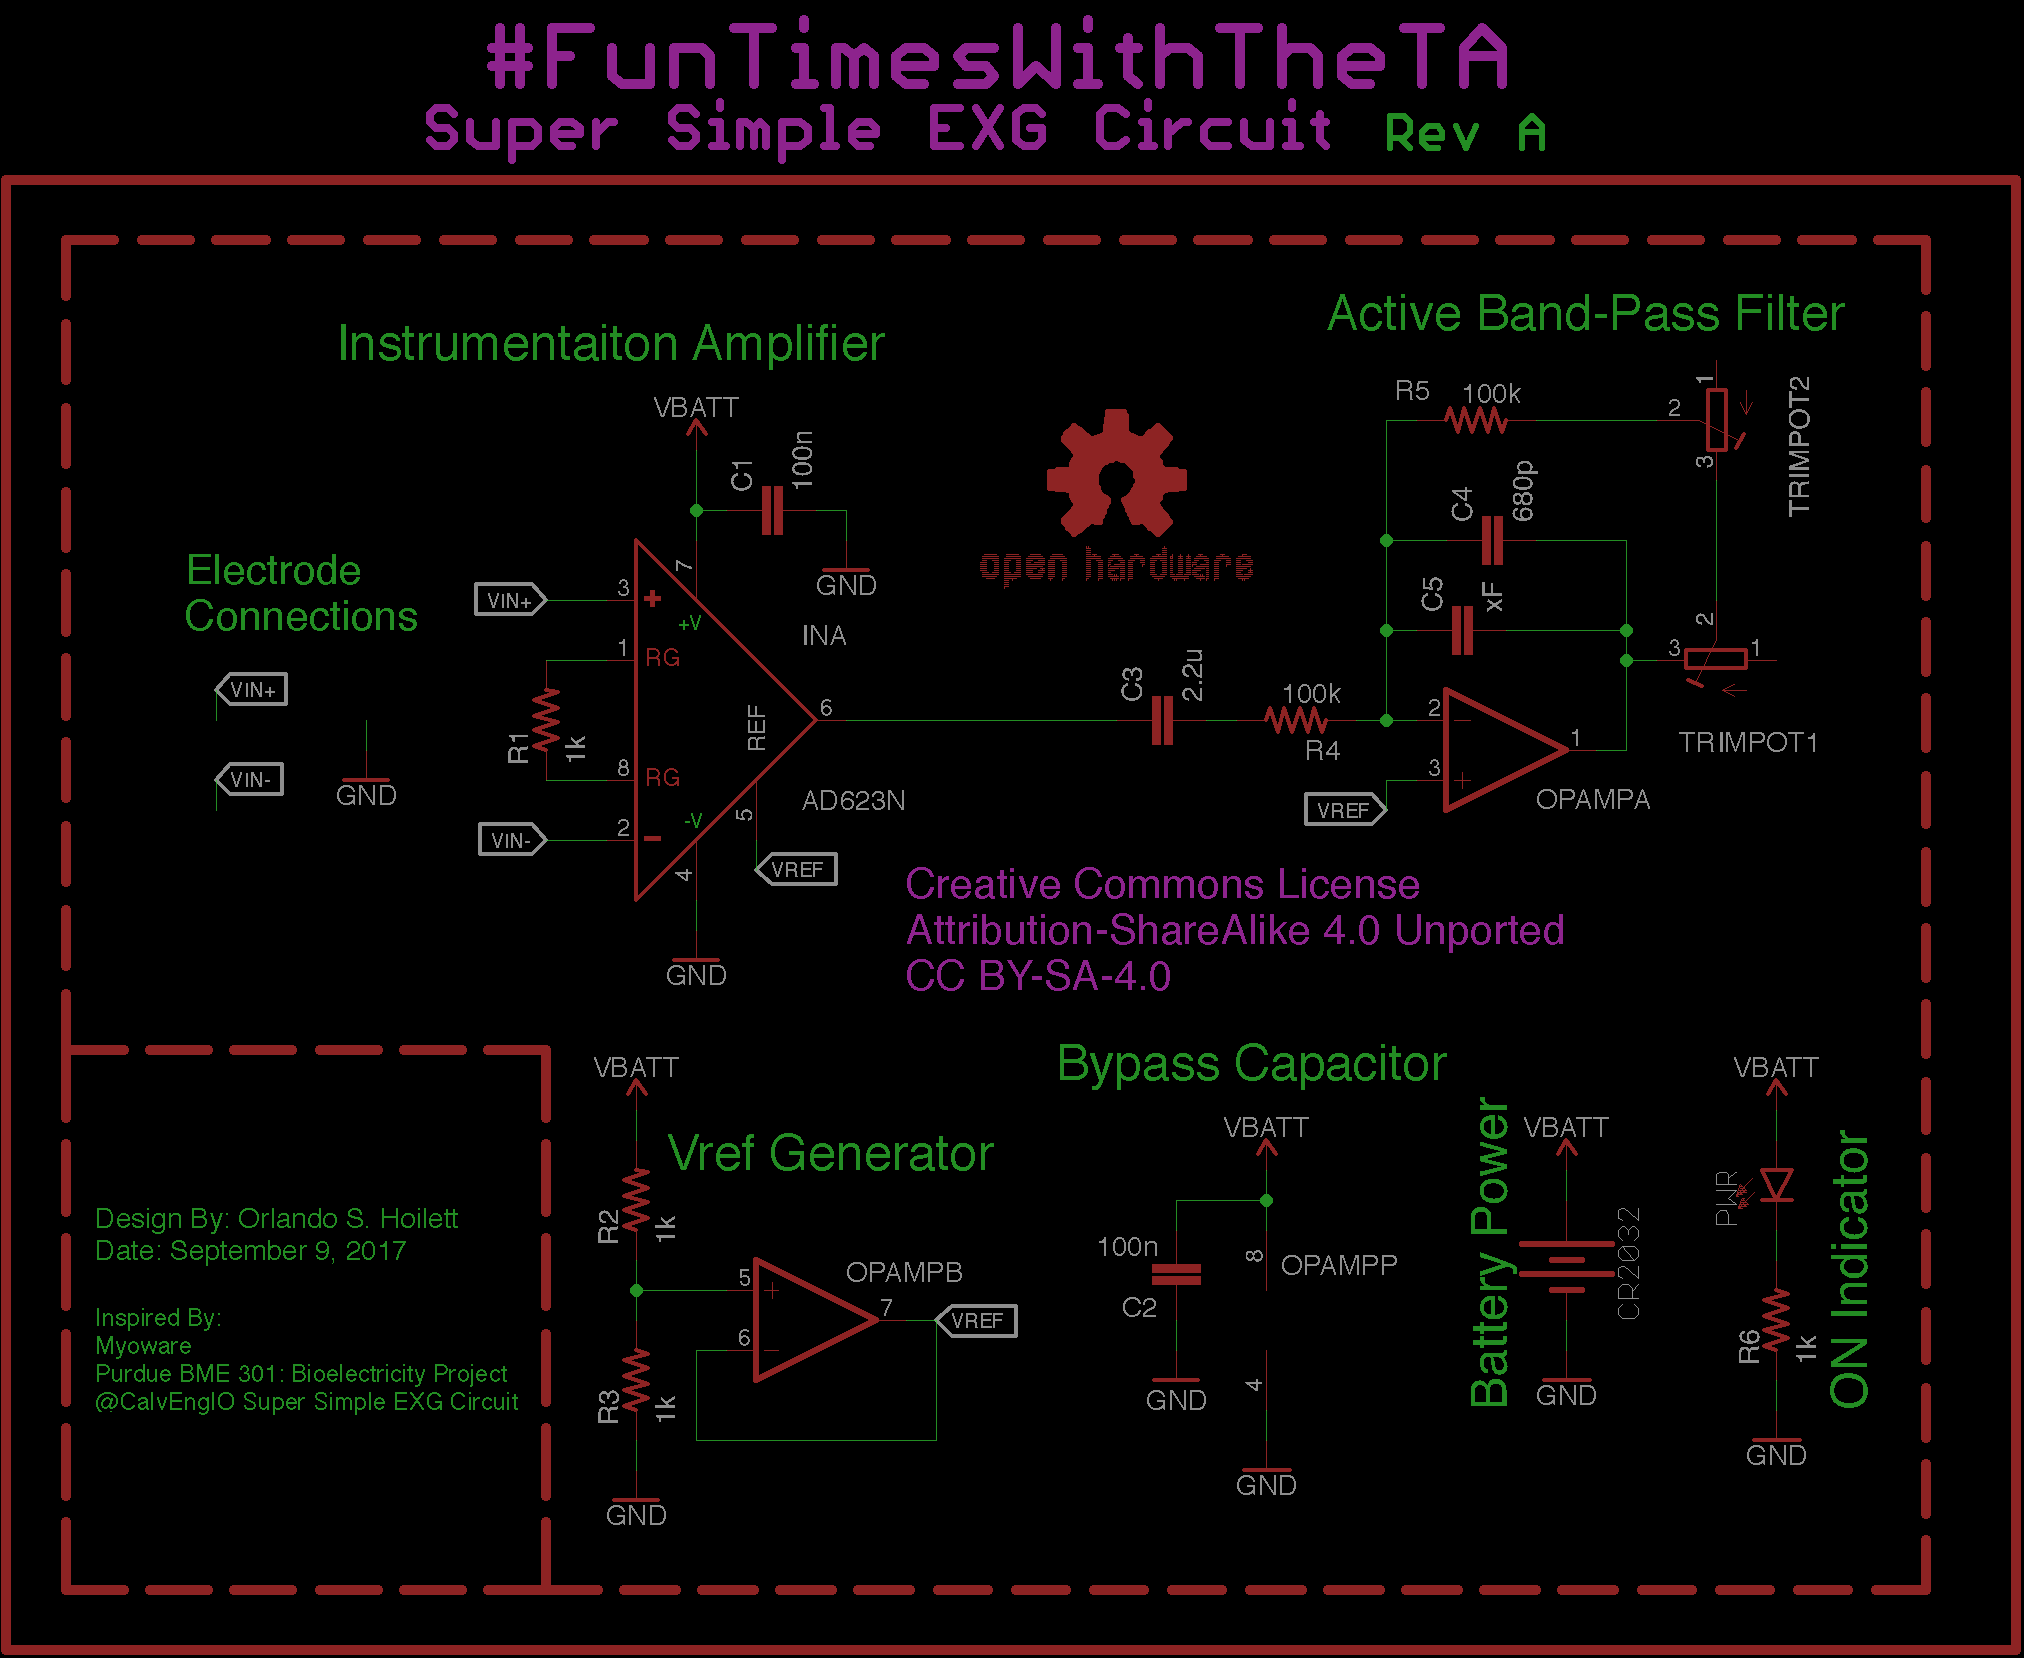 #FunTimesWithTheTA
Super Simple EXG Circuit Rev A
Instrumentaiton Amplifier
Active Band-Pass Filter
VBATT
C1
100n
GND
INA
7
+V
Electrode
Connections
VIN+
VIN-
GND
VIN+
3
1
RG
R1
1k
8
RG
VIN-
2
-V
4
GND
REF
5
VREF
6
AD623N
open hardware
C3
2.2u
100k
R4
R5
100k
C4
680p
C5
xF
2
3
1
VREF
OPAMPA
1
2
3
TRIMPOT2
2
3
1
TRIMPOT1
Creative Commons License
Attribution-ShareAlike 4.0 Unported
CC BY-SA-4.0
Design By: Orlando S. Hoilett
Date: September 9, 2017
Inspired By:
Myoware
Purdue BME 301: Bioelectricity Project
@CalvEngIO Super Simple EXG Circuit
VBATT
Vref Generator
R2
1k
R3
1k
GND
5
6
7
OPAMPB
VREF
Bypass Capacitor
VBATT
100n
C2
GND
8
OPAMPP
4
GND
Battery Power
VBATT
CR2032
GND
VBATT
PWR
R6
1k
GND
ON Indicator